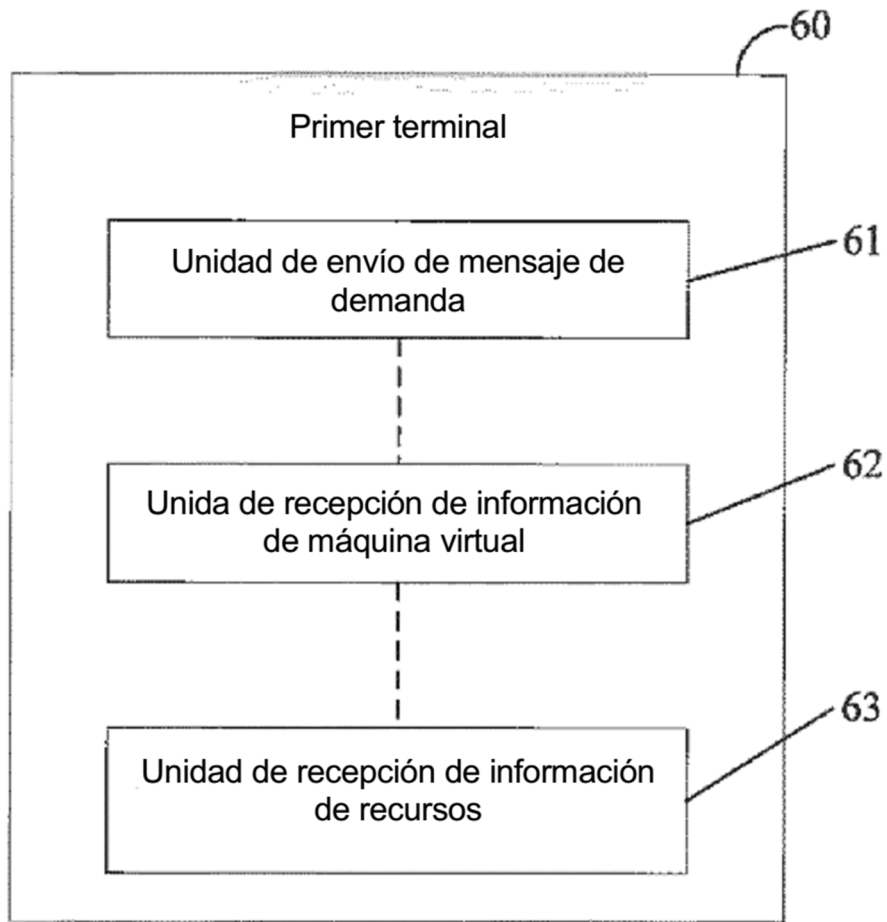 60
Primer terminal
Unidad de envío de mensaje de
demanda
61
Unida de recepción de información
de máquina virtual
62
Unidad de recepción de información
de recursos
63